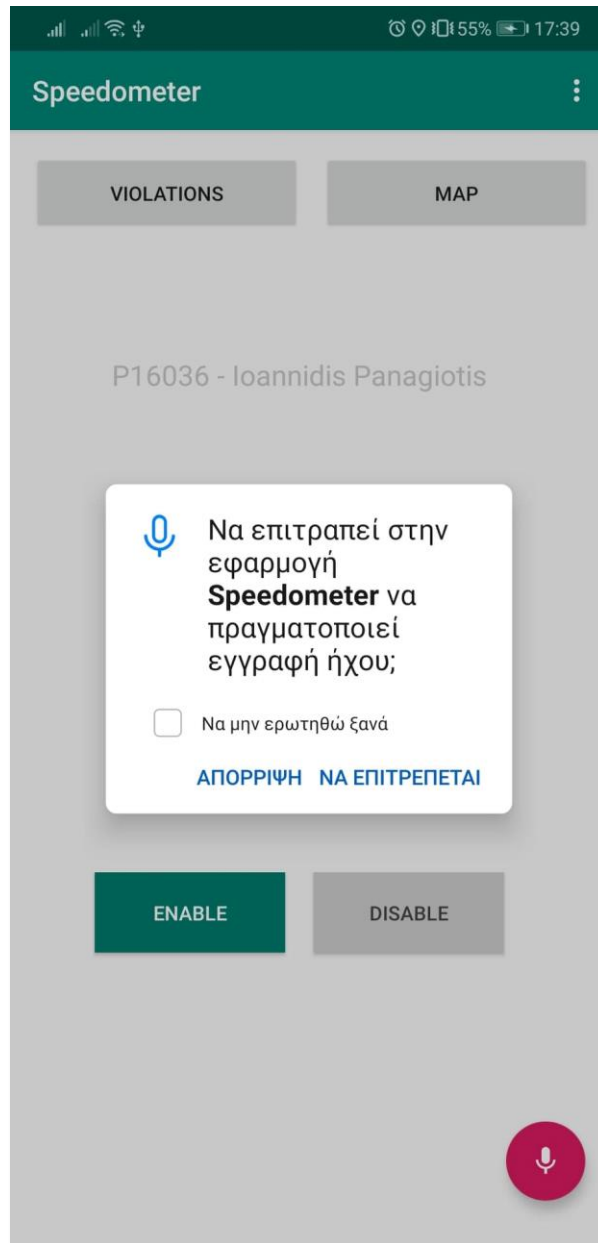 55% 17:39
Speedometer
VIOLATIONS MAP
P16036 - Ioannidis Panagiotis
Να επιτραπεί στην
εφαρμογή
Speedometer να
πραγματοποιεί
εγγραφή ήχου;
Να μην ερωτηθώ ξανά
ΑΠΟΡΡΙΨΗ ΝΑ ΕΠΙΤΡΕΠΕΤΑΙ
ENABLE DISABLE